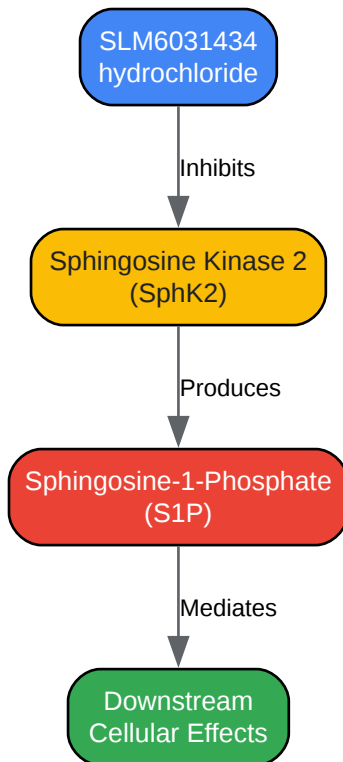 SLM6031434
hydrochloride
Inhibits
Sphingosine Kinase 2
(SphK2)
Produces
Sphingosine-1-Phosphate
(S1P)
Mediates
Downstream
Cellular Effects